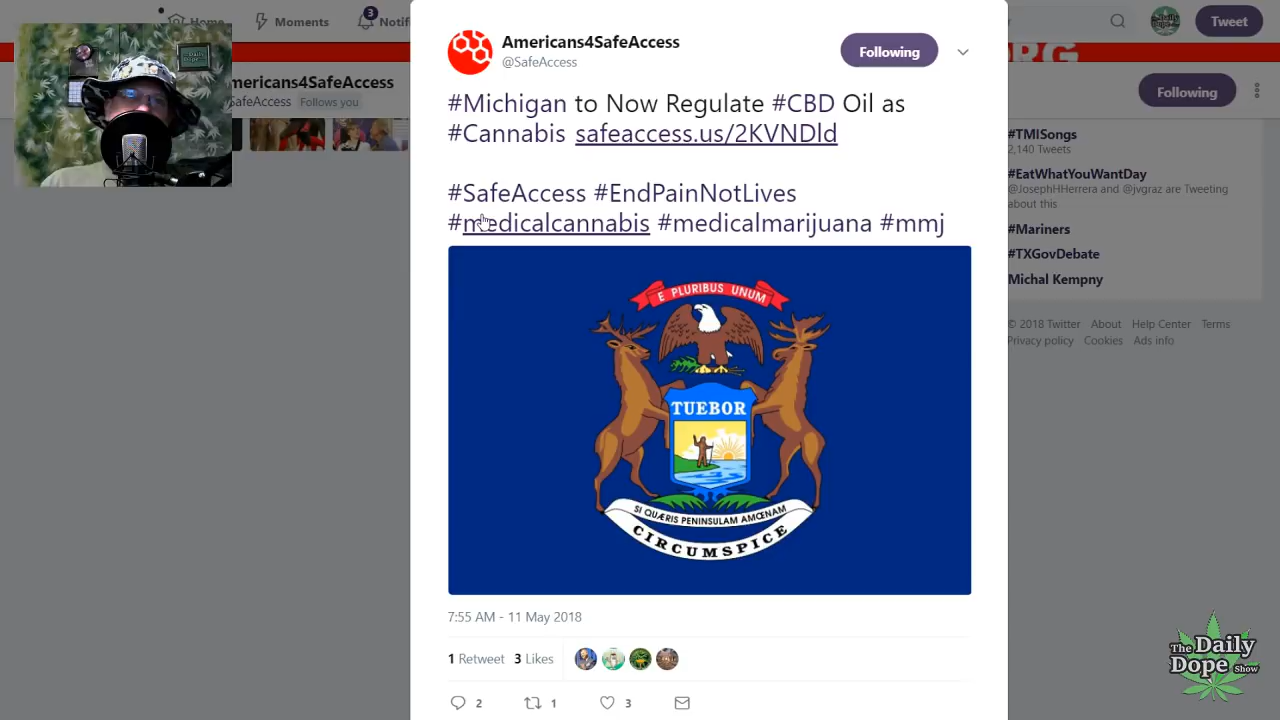 Home
Moments
3
Notif
Tweet
ORG
Americans4SafeAccess
@SafeAccess
Following
mericans4SafeAccess
SafeAccess Follows you
Following
#Michigan to Now Regulate #CBD Oil as
#Cannabis safeaccess.us/2KVNDld
#SafeAccess #EndPainNotLives
#medicalcannabis #medicalmarijuana #mmj
E PLURIBUS UNUM
TUEBOR
SI QUÆRIS PENINSULAM AMŒNAM
CIRCUMSPICE
7:55 AM - 11 May 2018
1 Retweet 3 Likes
2
1
3
#TMISongs
2,140 Tweets
#EatWhatYouWantDay
@JosephHHerrera and @jvgraz are Tweeting
about this
#Mariners
#TXGovDebate
Michal Kempny
© 2018 Twitter About Help Center Terms
Privacy policy Cookies Ads info
The Daily
Dope Show